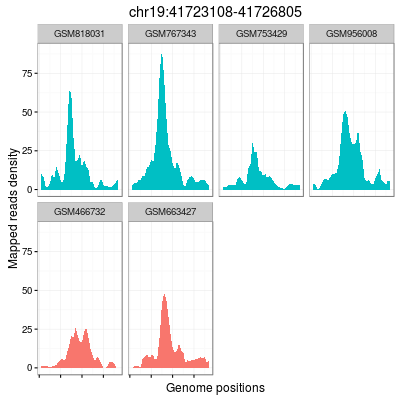 chr19:41723108-41726805
GSM818031 GSM767343 GSM753429 GSM956008
75
50
25
0
GSM466732 GSM663427
75
50
25
0
Mapped reads density
Genome positions